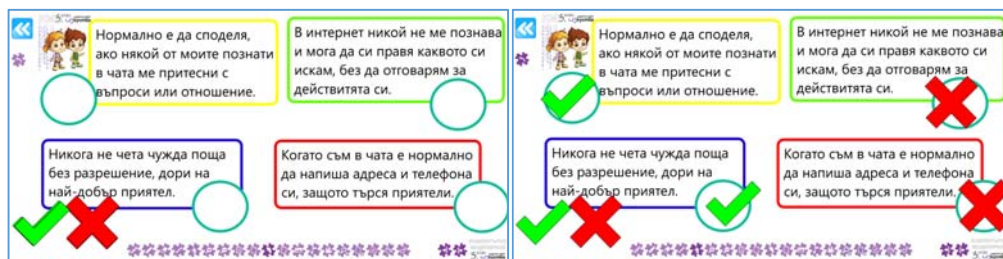 Нормално е да споделя,
ако някой от моите познати
в чата ме притесни с
въпроси или отношение.
В интернет никой не ме познава
и мога да си правя каквото си
искам, без да отговарям за
действитята си.
Никога не чета чужда поща
без разрешение, дори на
най-добър приятел.
Когато съм в чата е нормално
да напиша адреса и телефона
си, защото търся приятели.
Нормално е да споделя,
ако някой от моите познати
в чата ме притесни с
въпроси или отношение.
В интернет никой не ме познава
и мога да си правя каквото си
искам, без да отговарям за
действитята си.
Никога не чета чужда поща
без разрешение, дори на
най-добър приятел.
Когато съм в чата е нормално
да напиша адреса и телефона
си, защото търся приятели.